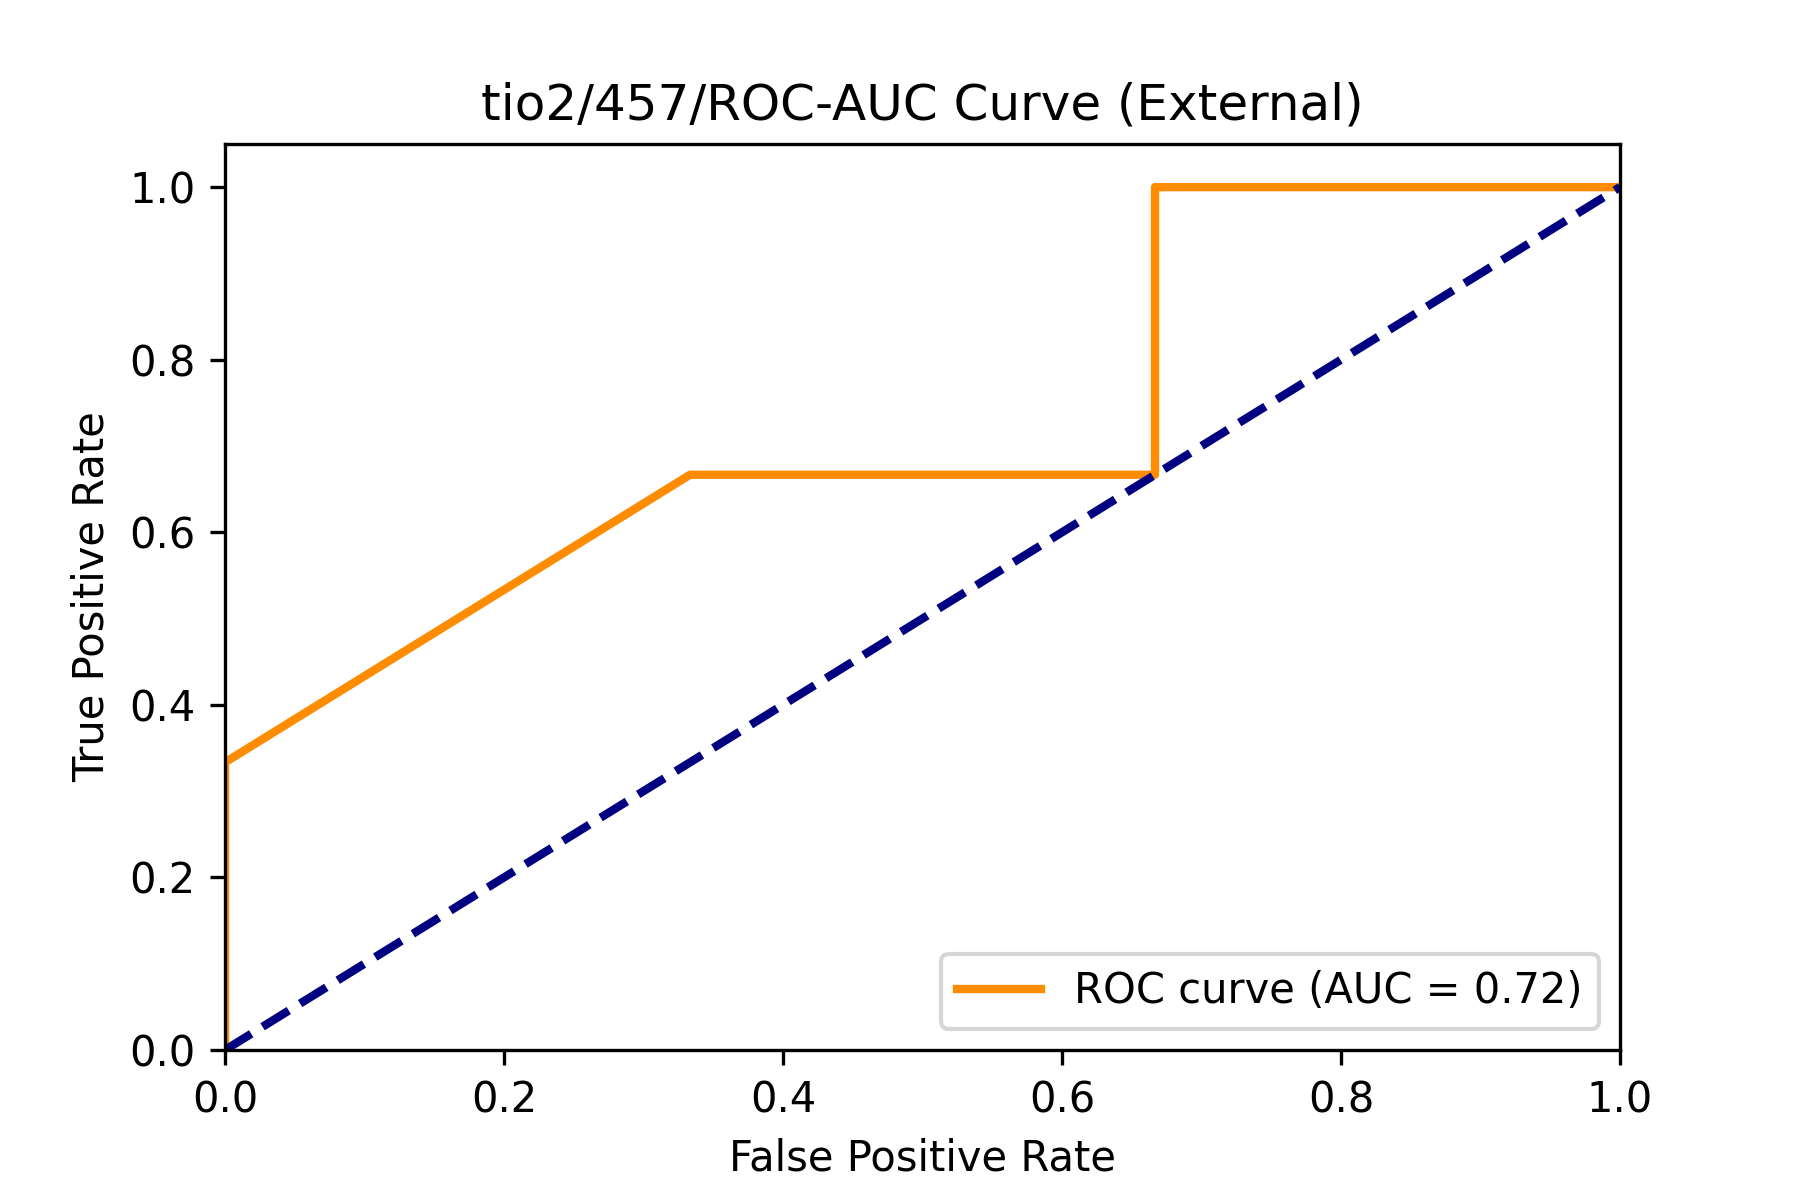 tio2/457/ROC-AUC Curve (External)
1.0
0.8
0.6
0.4
0.2
0.0
True Positive Rate
ROC curve (AUC = 0.72)
0.0 0.2 0.4 0.6 0.8 1.0
False Positive Rate